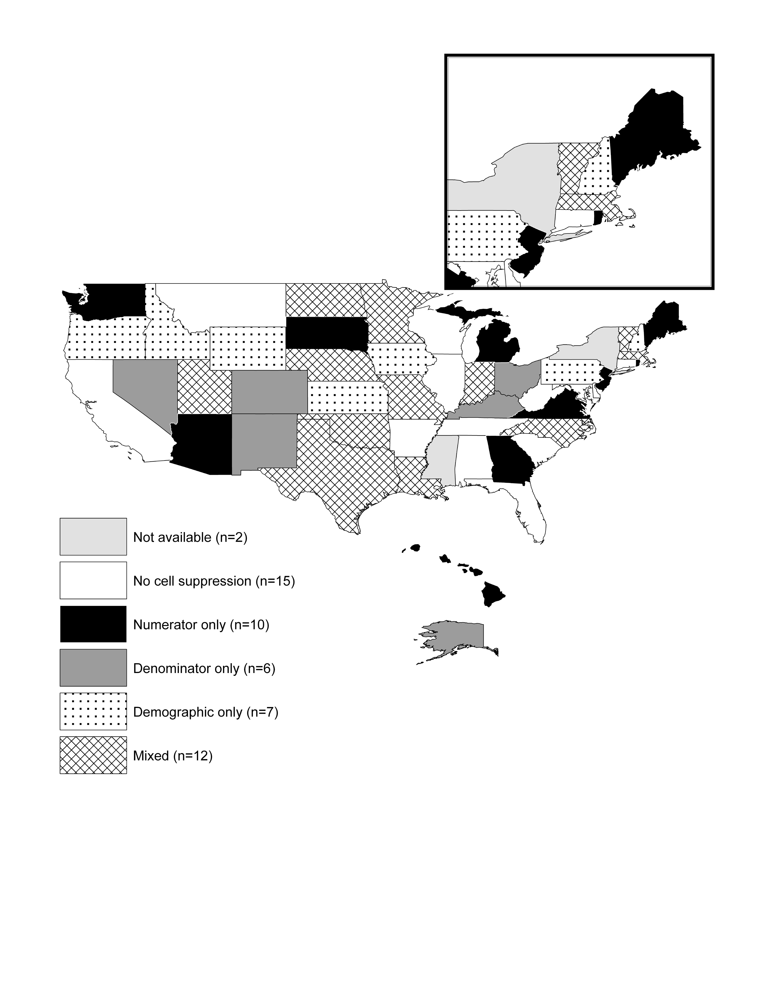 Not available (n=2)
No cell suppression (n=15)
Numerator only (n=10)
Denominator only (n=6)
Demographic only (n=7)
Mixed (n=12)